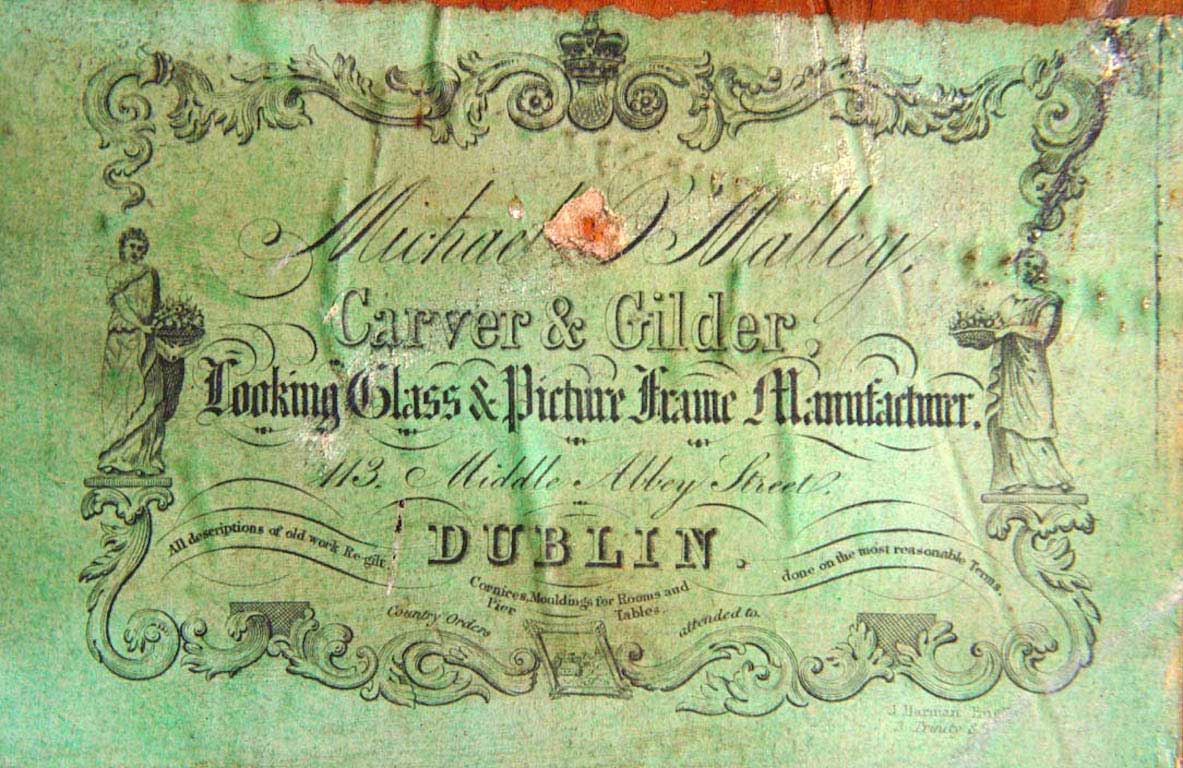 Michael O'Malley,
Carver & Gilder,
Looking Glass & Picture Frame Manufacturer.
113. Middle Abbey Street.
DUBLIN.
All descriptions of old work Re-gilt
done on the most reasonable Terms.
Cornices, Mouldings for Rooms and
Pier Tables.
Country Orders attended to.
J. Harman
Trinity